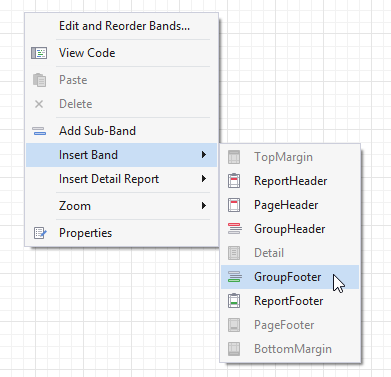 Edit and Reorder Bands...
View Code
Paste
Delete
Add Sub-Band
Insert Band
Insert Detail Report
Zoom
Properties
TopMargin
ReportHeader
PageHeader
GroupHeader
Detail
GroupFooter
ReportFooter
PageFooter
BottomMargin